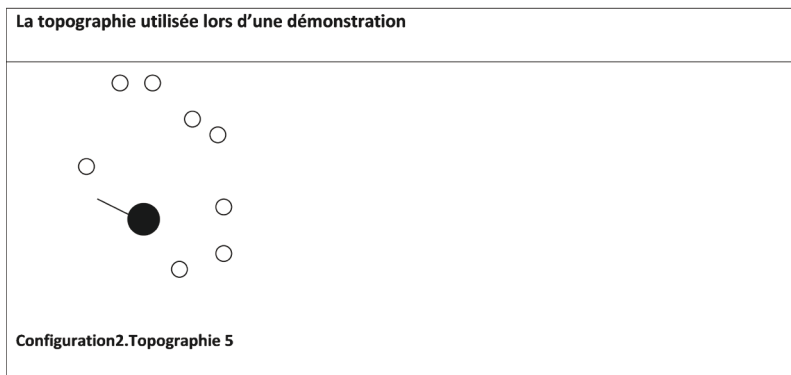 La topographie utilisée lors d’une démonstration
Configuration2.Topographie 5